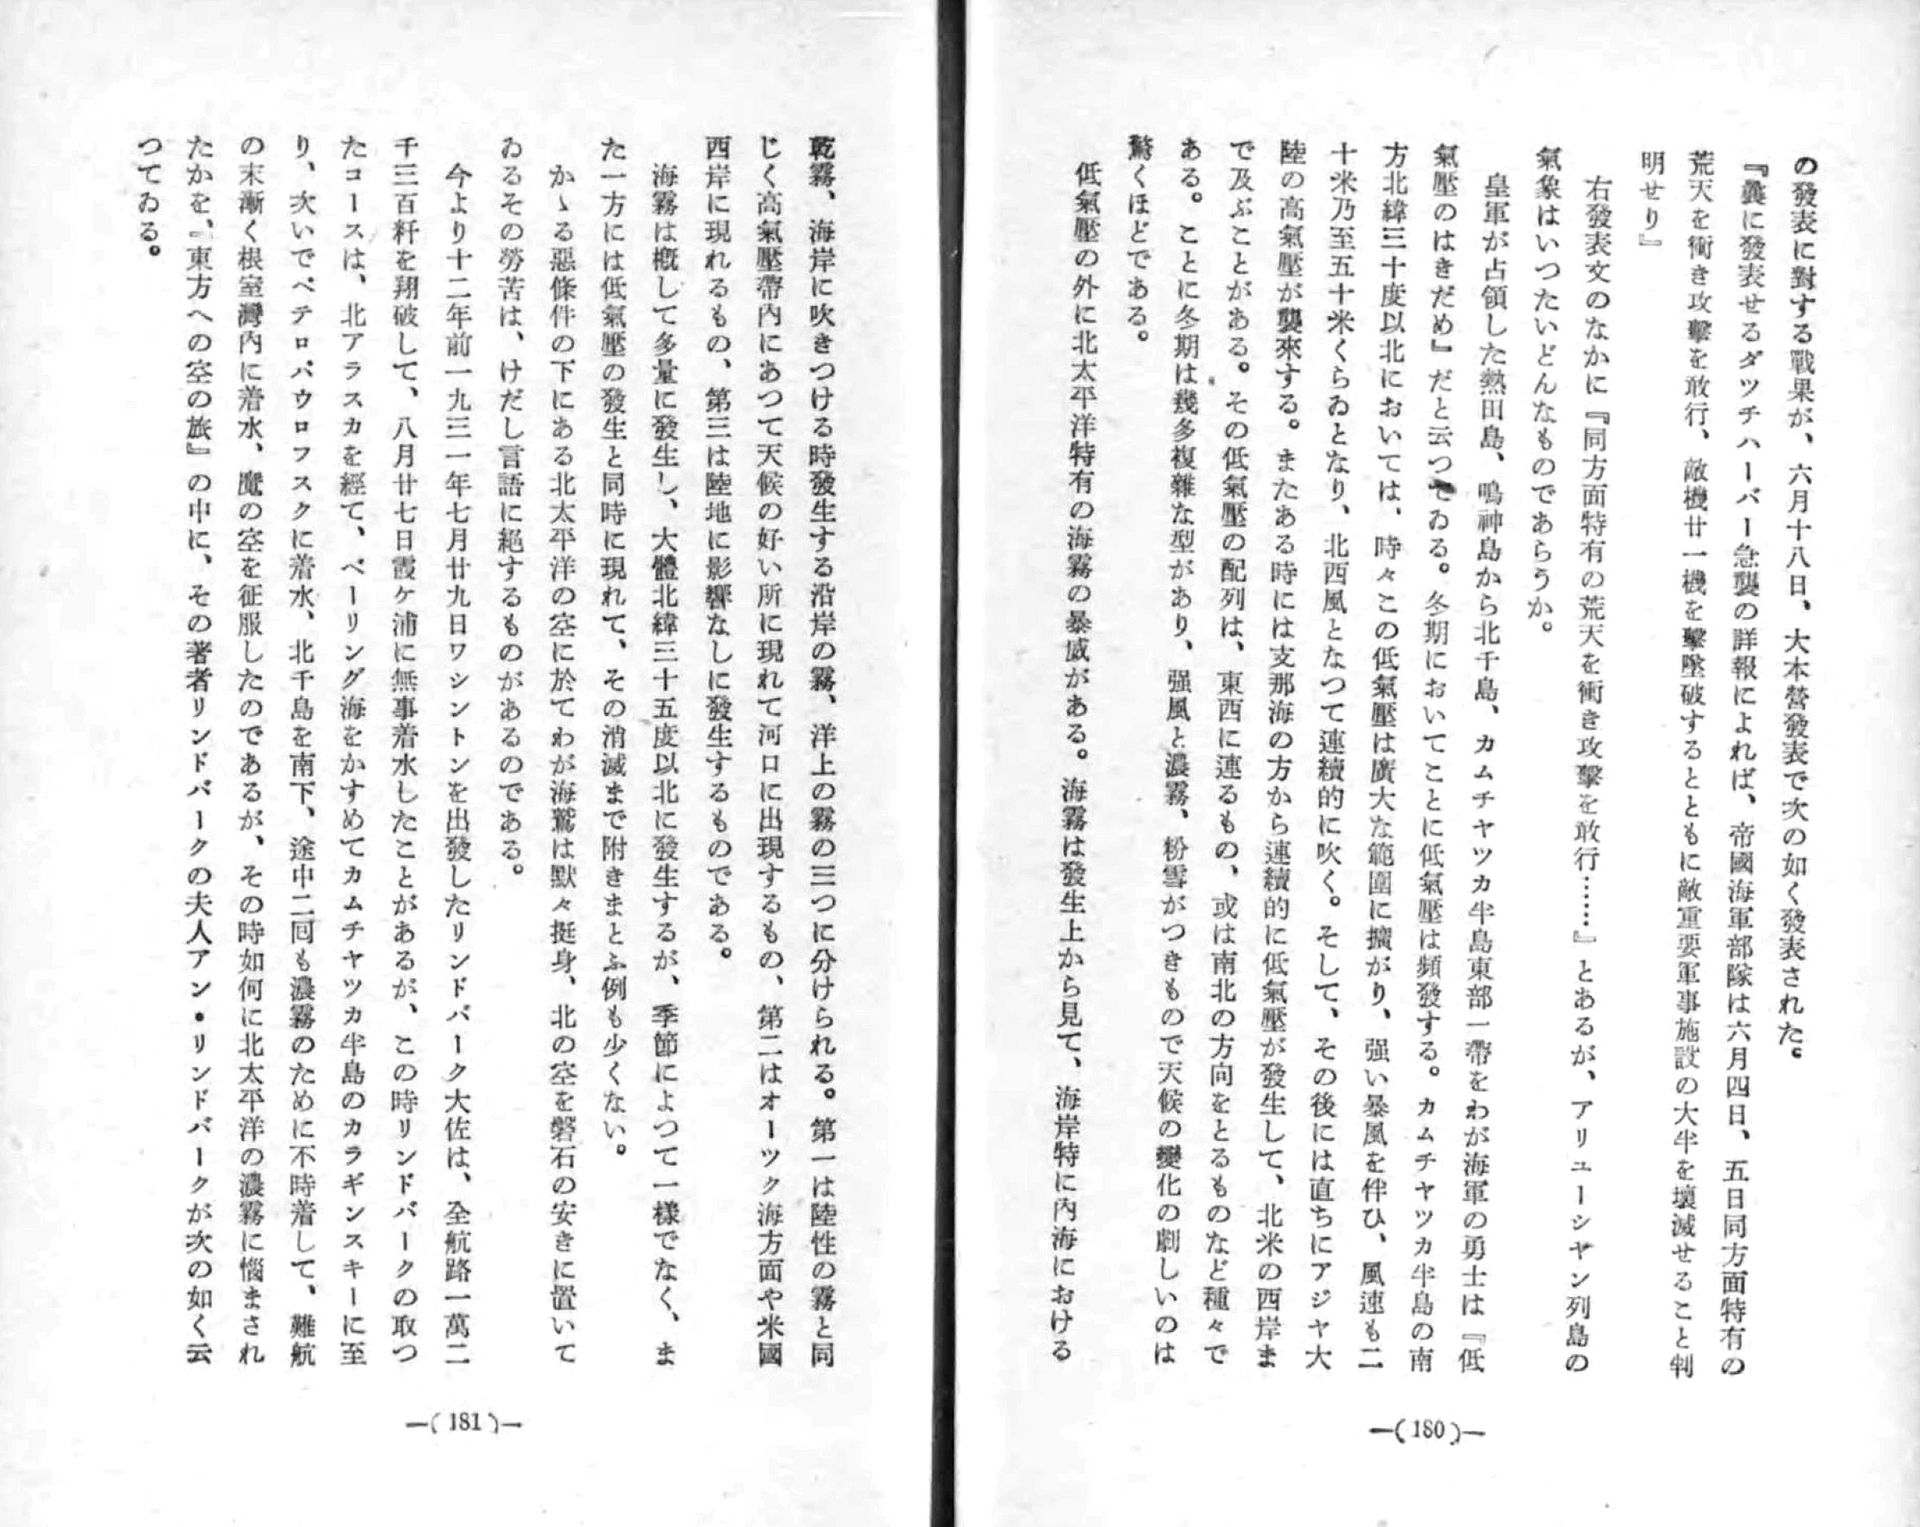 の發表に對する戰果が、六月十八日、大本營發表で次の如く發表された。
『曩に發表せるダツチハーバー急襲の詳報によれば、帝國海軍部隊は六月四日、五日同方面特有の
荒天を衝き攻擊を敢行、敵機廿一機を擊墜破するとともに敵重要軍事施設の大半を壞滅せること判
明せり』
右發表文のなかに『同方面特有の荒天を衝き攻擊を敢行……』とあるが、アリユーシヤン列島の
氣象はいつたいどんなものであらうか。
皇軍が占領した熱田島、鳴神島から北千島、カムチヤツカ半島東部一帶をわが海軍の勇士は『低
氣壓のはきだめ』だと云つてゐる。冬期においてことに低氣壓は頻發する。カムチヤツカ半島の南
方北緯三十度以北においては、時々この低氣壓は廣大な範圍に擴がり、强い暴風を伴ひ、風速も二
十米乃至五十米くらゐとなり、北西風となつて連續的に吹く。そして、その後には直ちにアジヤ大
陸の高氣壓が襲來する。またある時には支那海の方から連續的に低氣壓が發生して、北米の西岸ま
で及ぶことがある。その低氣壓の配列は、東西に連るもの、或は南北の方向をとるものなど種々で
ある。ことに冬期は幾多複雜な型があり、强風と濃霧、粉雪がつきもので天候の變化の劇しいのは
驚くほどである。
低氣壓の外に北太平洋特有の海霧の暴威がある。海霧は發生上から見て、海岸特に內海における
—( 180 )—
乾霧、海岸に吹きつける時發生する沿岸の霧、洋上の霧の三つに分けられる。第一は陸性の霧と同
じく高氣壓帶內にあつて天候の好い所に現れて河口に出現するもの、第二はオーツク海方面や米國
西岸に現れるもの、第三は陸地に影響なしに發生するものである。
海霧は槪して多量に發生し、大體北緯三十五度以北に發生するが、季節によつて一樣でなく、ま
た一方には低氣壓の發生と同時に現れて、その消滅まで附きまとふ例も少くない。
かゝる惡條件の下にある北太平洋の空に於てわが海鷲は默々挺身、北の空を磐石の安きに置いて
ゐるその勞苦は、けだし言語に絕するものがあるのである。
今より十二年前一九三一年七月廿九日ワシントンを出發したリンドバーク大佐は、全航路一萬二
千三百粁を翔破して、八月廿七日霞ケ浦に無事着水したことがあるが、この時リンドバークの取つ
たコースは、北アラスカを經て、ベーリング海をかすめてカムチヤツカ半島のカラギンスキーに至
り、次いでペテロパウロフスクに着水、北千島を南下、途中二囘も濃霧のために不時着して、難航
の末漸く根室灣內に着水、魔の空を征服したのであるが、その時如何に北太平洋の濃霧に惱まされ
たかを、『東方への空の旅』の中に、その著者リンドバークの夫人アン・リンドバークが次の如く云
つてゐる。
—( 181 )—